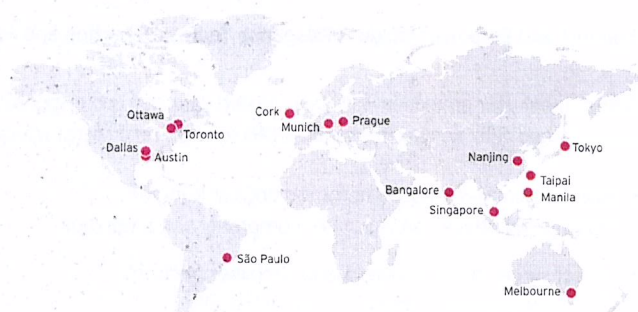 Ottawa
Toronto
Cork
Munich
Prague
Dallas
Austin
Nanjing
Tokyo
Taipai
Bangalore
Manila
Singapore
São Paulo
Melbourne